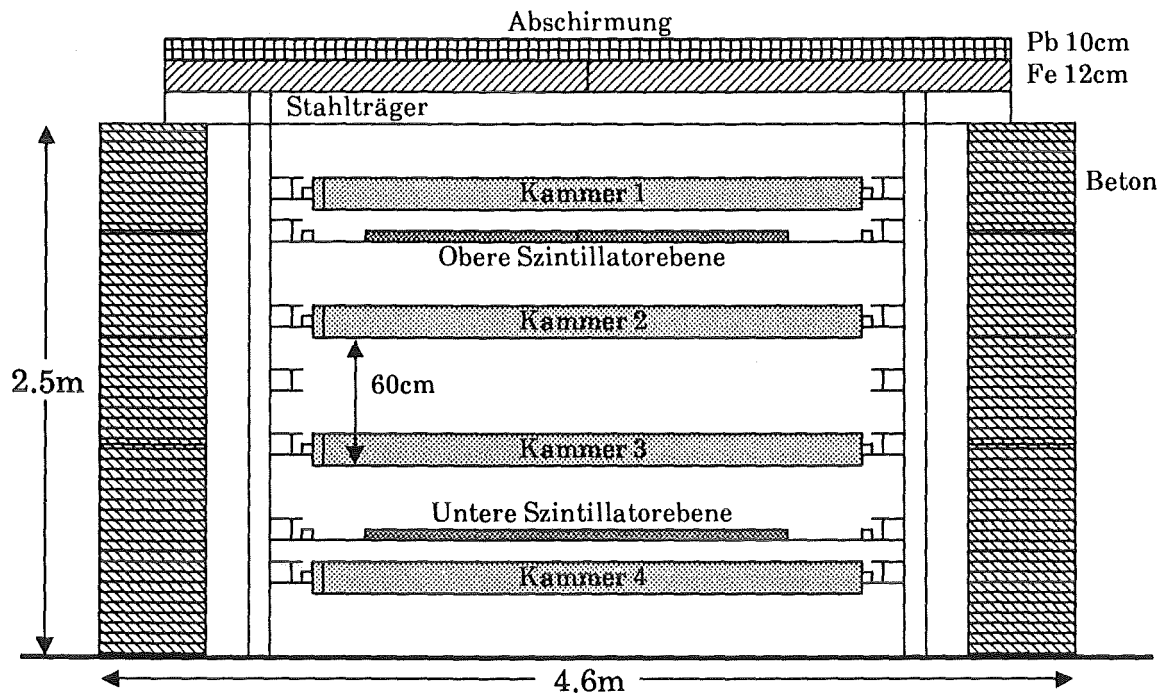 Abschirmung
Pb 10cm
Fe 12cm
Stahlträger
Kammer 1
Beton
Obere Szintillatorebene
Kammer 2
2.5m
60cm
Kammer 3
Untere Szintillatorebene
Kammer 4
4.6m